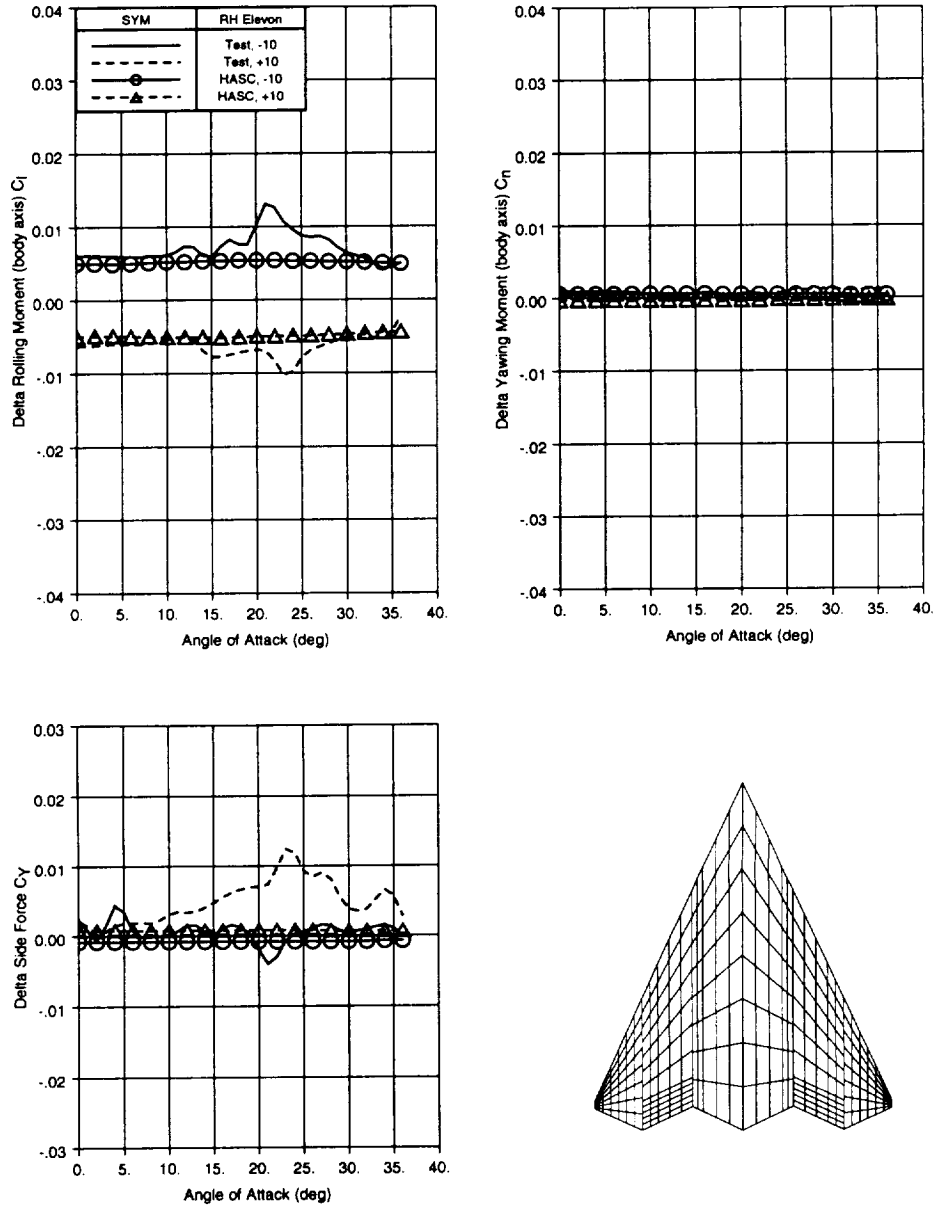 SYM RH Elevon
Test, -10
Test, +10
HASC, -10
HASC, +10
0.04
0.03
0.02
0.01
0.00
-.01
-.02
-.03
-.04
Delta Rolling Moment (body axis) Cl
0. 5. 10. 15. 20. 25. 30. 35. 40.
Angle of Attack (deg)
0.04
0.03
0.02
0.01
0.00
-.01
-.02
-.03
-.04
Delta Yawing Moment (body axis) Cn
0. 5. 10. 15. 20. 25. 30. 35. 40.
Angle of Attack (deg)
0.03
0.02
0.01
0.00
-.01
-.02
-.03
Delta Side Force CY
0. 5. 10. 15. 20. 25. 30. 35. 40.
Angle of Attack (deg)